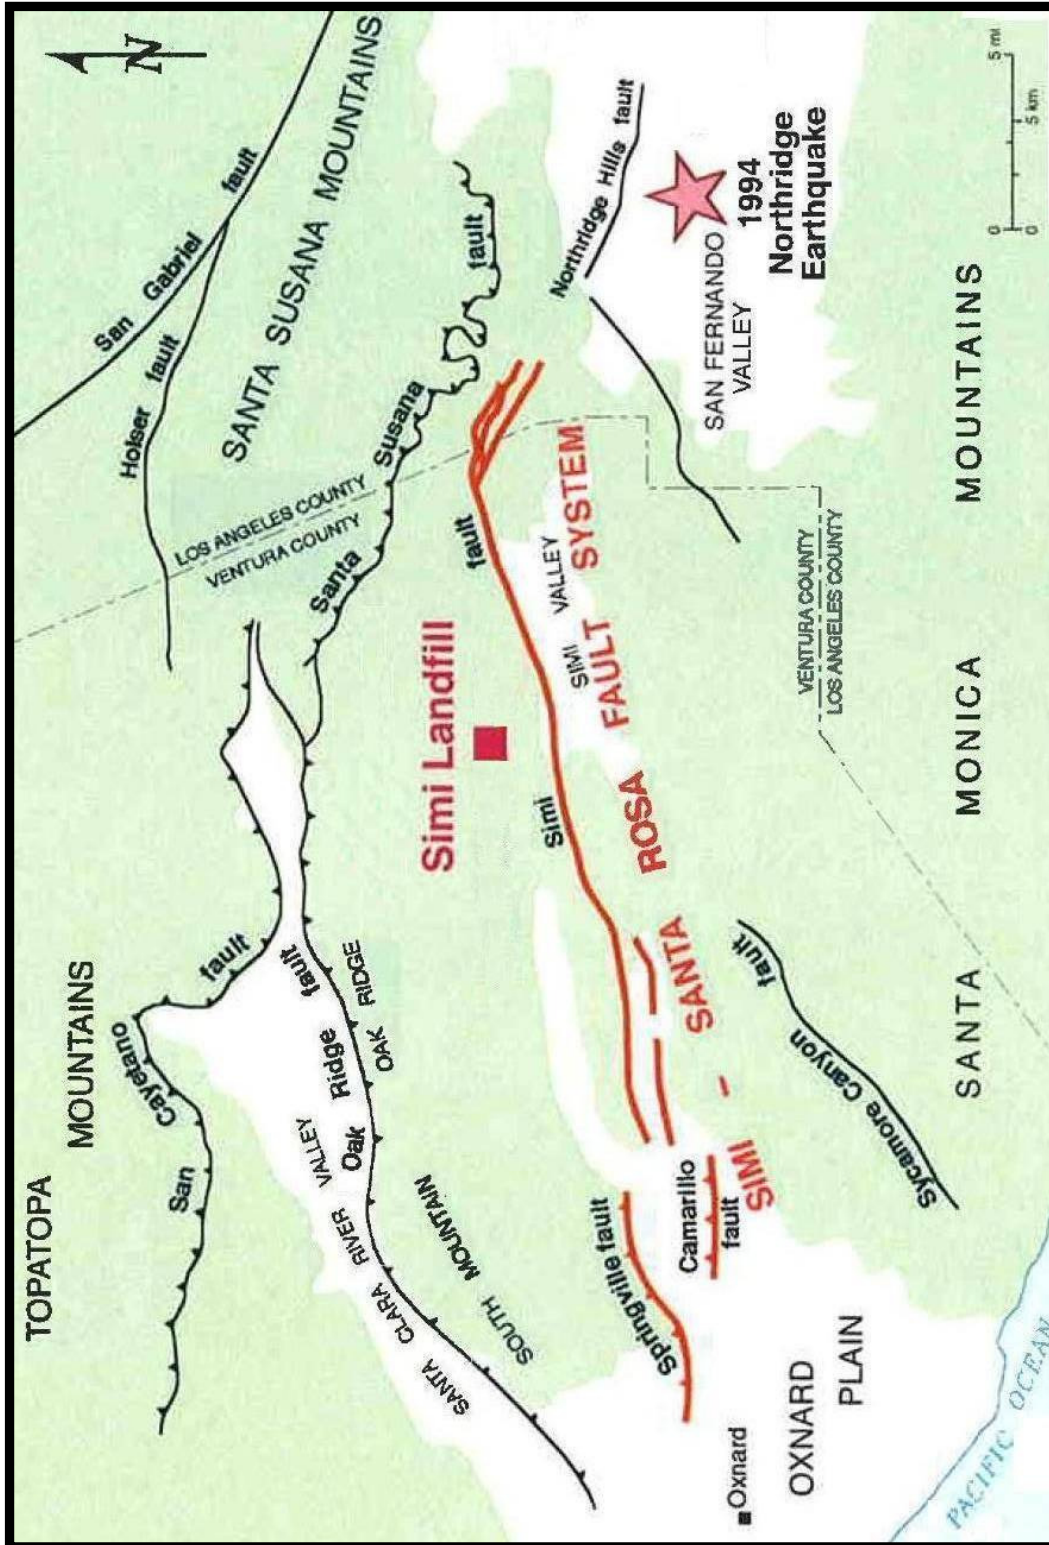 TOPATOPA
MOUNTAINS
N
San
Cayetano
fault
San
Gabriel
fault
Holser
fault
SANTA SUSANA MOUNTAINS
LOS ANGELES COUNTY
VENTURA COUNTY
SANTA CLARA RIVER VALLEY
Oak
Ridge
fault
OAK RIDGE
SOUTH MOUNTAIN
Santa
Susana
fault
Simi Landfill
Simi
fault
SIMI VALLEY
SIMI - SANTA ROSA FAULT SYSTEM
Springville fault
Camarillo
fault
Northridge Hills fault
SAN FERNANDO
VALLEY
1994
Northridge
Earthquake
Oxnard
OXNARD
PLAIN
Sycamore Canyon
fault
VENTURA COUNTY
LOS ANGELES COUNTY
SANTA MONICA MOUNTAINS
PACIFIC OCEAN
0 5 mi
0 5 km